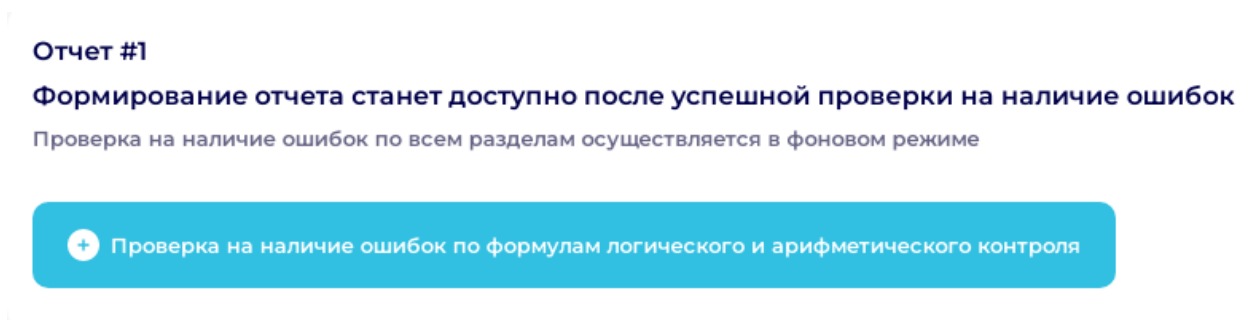 Отчет #1
Формирование отчета станет доступно после успешной проверки на наличие ошибок
Проверка на наличие ошибок по всем разделам осуществляется в фоновом режиме
Проверка на наличие ошибок по формулам логического и арифметического контроля